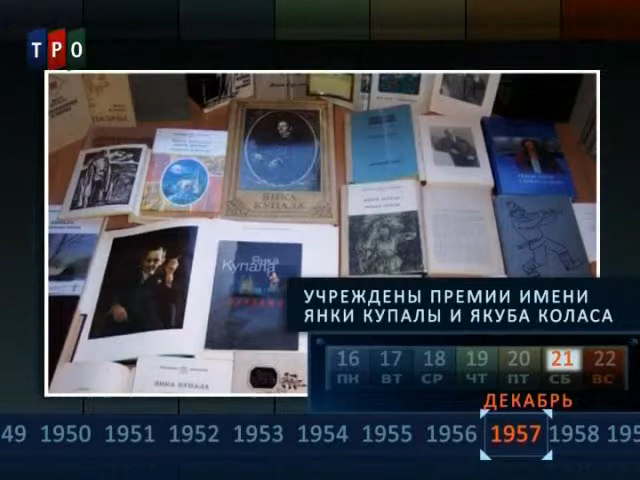 ТРО
ЯНКА
КУПАЛА
Янка
Купала
УЧРЕЖДЕНЫ ПРЕМИИ ИМЕНИ
ЯНКИ КУПАЛЫ И ЯКУБА КОЛАСА
16 17 18 19 20 21 22
ПН ВТ СР ЧТ ПТ СБ ВС
ЯНКА КУПАЛА
ДЕКАБРЬ
49 1950 1951 1952 1953 1954 1955 1956 1957 1958 195